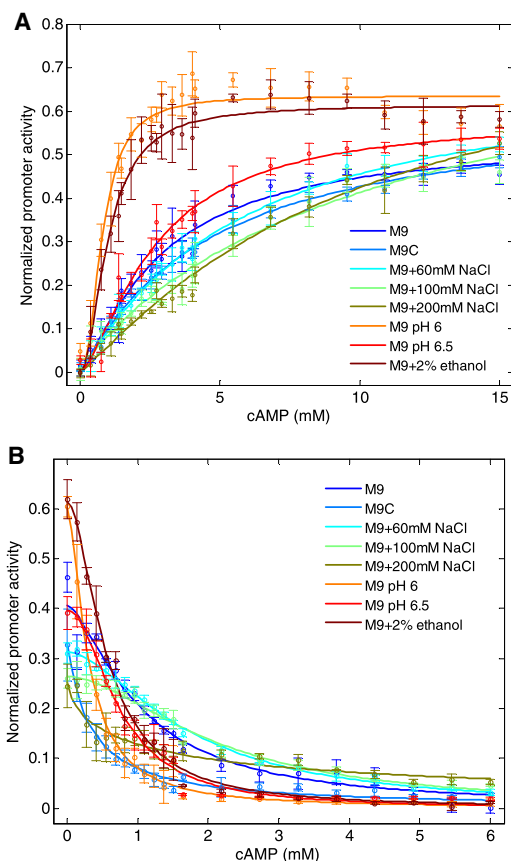 A
0.8
0.7
0.6
0.5
0.4
0.3
0.2
0.1
0
Normalized promoter activity
M9
M9C
M9+60mM NaCl
M9+100mM NaCl
M9+200mM NaCl
M9 pH 6
M9 pH 6.5
M9+2% ethanol
0 5 10 15
cAMP (mM)
B
0.6
0.5
0.4
0.3
0.2
0.1
0
Normalized promoter activity
M9
M9C
M9+60mM NaCl
M9+100mM NaCl
M9+200mM NaCl
M9 pH 6
M9 pH 6.5
M9+2% ethanol
0 1 2 3 4 5 6
cAMP (mM)